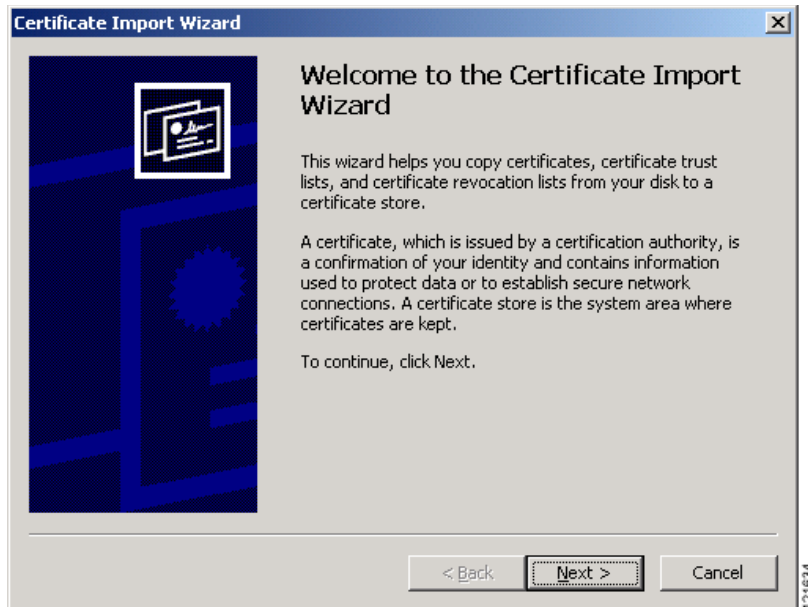 Certificate Import Wizard
Welcome to the Certificate Import
Wizard
This wizard helps you copy certificates, certificate trust
lists, and certificate revocation lists from your disk to a
certificate store.
A certificate, which is issued by a certification authority, is
a confirmation of your identity and contains information
used to protect data or to establish secure network
connections. A certificate store is the system area where
certificates are kept.
To continue, click Next.
< Back
Next >
Cancel